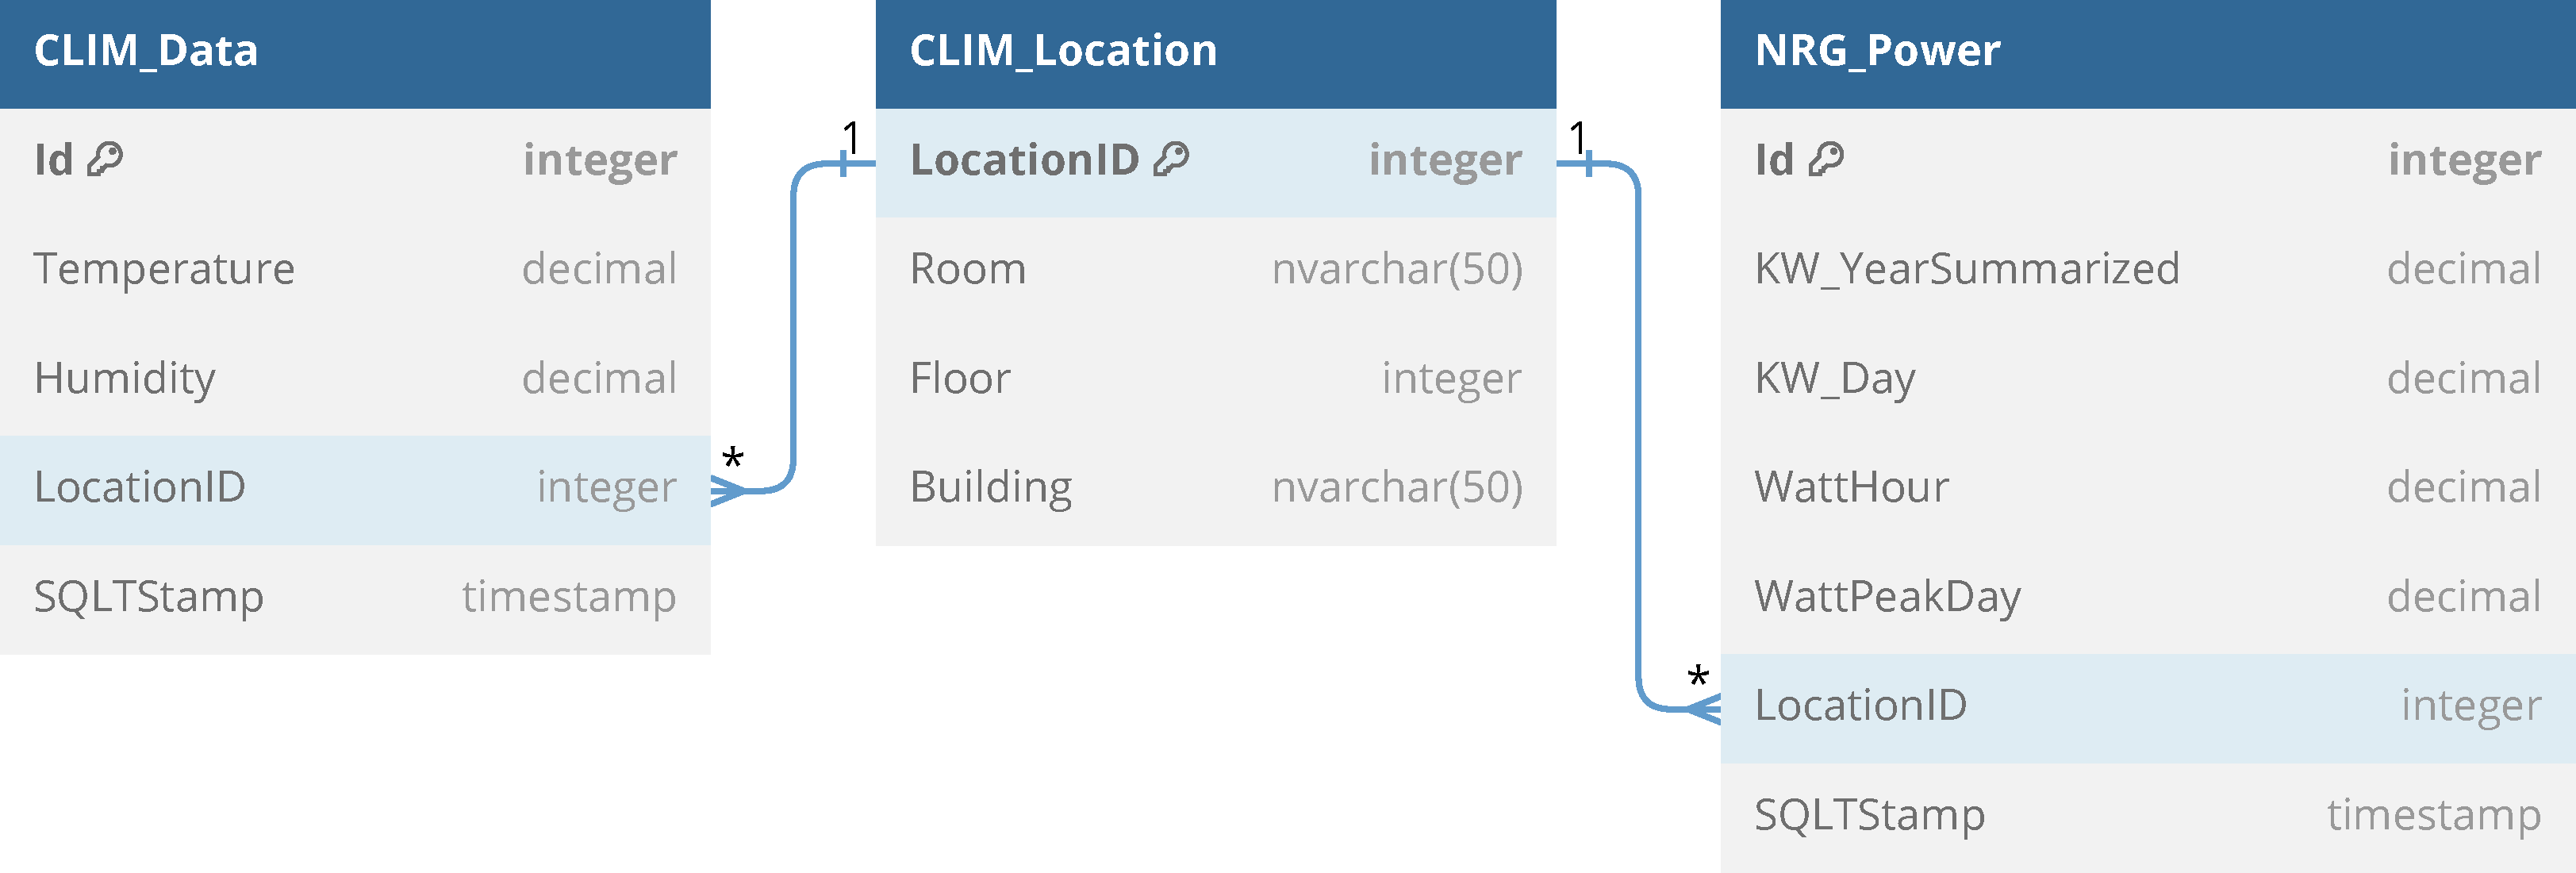 CLIM_Data
Id integer
Temperature decimal
Humidity decimal
LocationID integer
SQLTStamp timestamp
1
*
CLIM_Location
LocationID integer
Room nvarchar(50)
Floor integer
Building nvarchar(50)
1
*
NRG_Power
Id integer
KW_YearSummarized decimal
KW_Day decimal
WattHour decimal
WattPeakDay decimal
LocationID integer
SQLTStamp timestamp